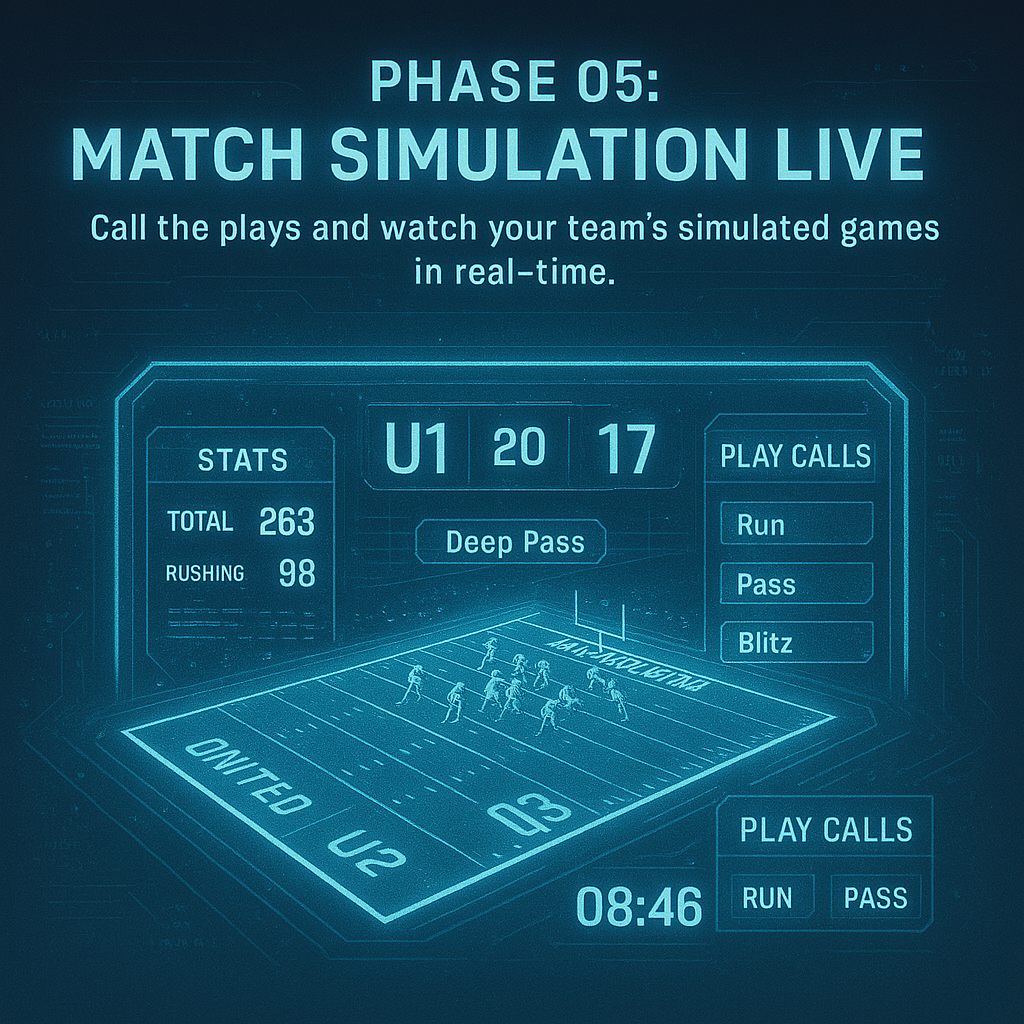 PHASE 05:
MATCH SIMULATION LIVE
Call the plays and watch your team's simulated games
in real-time.
STATS
TOTAL 263
RUSHING 98
U1 20 17
Deep Pass
PLAY CALLS
Run
Pass
Blitz
ONITED
U2
Q3
08:46
PLAY CALLS
RUN PASS